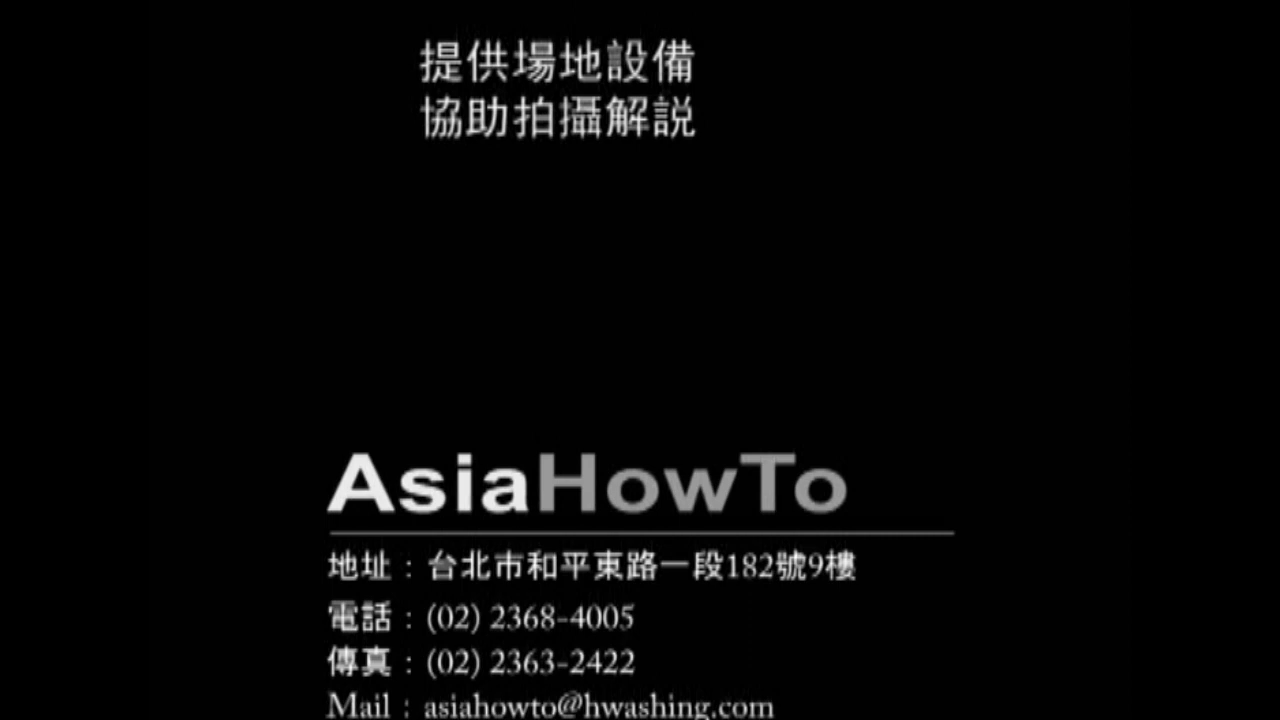 提供場地設備
協助拍攝解説
AsiaHowTo
地址：台北市和平東路一段182號9樓
電話：(02) 2368-4005
傳真：(02) 2363-2422
Mail：asiahowto@hwashing.com